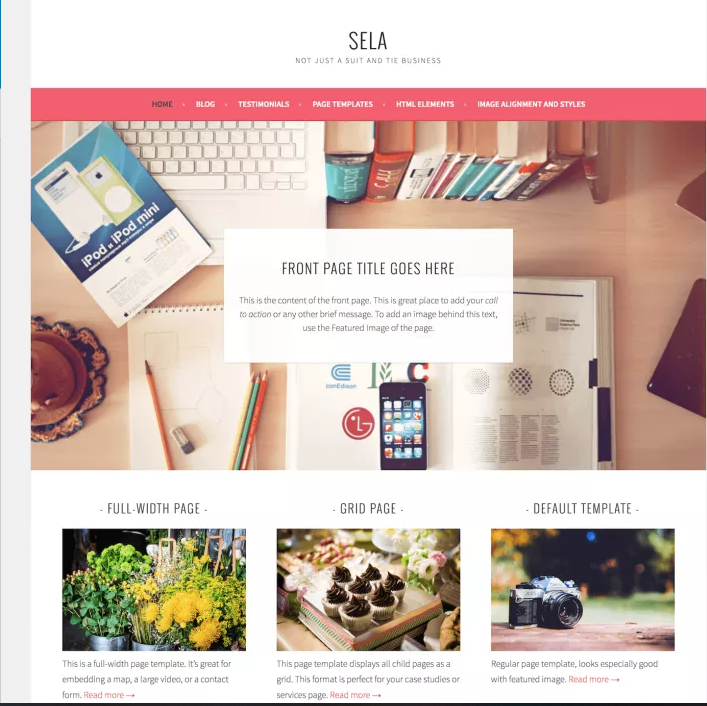 SELA
NOT JUST A SUIT AND TIE BUSINESS
HOME BLOG TESTIMONIALS PAGE TEMPLATES HTML ELEMENTS IMAGE ALIGNMENT AND STYLES
iPod и iPod mini
FRONT PAGE TITLE GOES HERE
This is the content of the front page. This is great place to add your call
to action or any other brief message. To add an image behind this text,
use the Featured Image of the page.
conEdison
LG
- FULL-WIDTH PAGE -
- GRID PAGE -
- DEFAULT TEMPLATE -
This is a full-width page template. It's great for
embedding a map, a large video, or a contact
form. Read more →
This page template displays all child pages as a
grid. This format is perfect for your case studies or
services page. Read more →
Regular page template, looks especially good
with featured image. Read more →